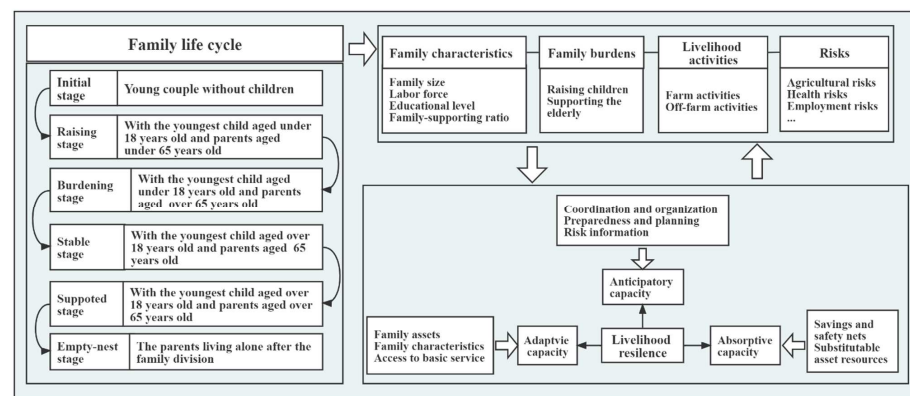 Family life cycle
Initial
stage
Young couple without children
Raising
stage
With the youngest child aged under
18 years old and parents aged
under 65 years old
Burdening
stage
With the youngest child aged
under 18 years old and parents
aged over 65 years old
Stable
stage
With the youngest child aged over
18 years old and parents aged 65
years old
Suppoted
stage
With the youngest child aged over
18 years old and parents aged over
65 years old
Empty-nest
stage
The parents living alone after the
family division
Family characteristics
Family size
Labor force
Educational level
Family-supporting ratio
Family burdens
Raising children
Supporting the
elderly
Livelihood
activities
Farm activities
Off-farm activities
Risks
Agricultural risks
Health risks
Employment risks
...
Coordination and organization
Preparedness and planning
Risk information
Anticipatory
capacity
Family assets
Family characteristics
Access to basic service
Adaptvie
capacity
Livelihood
resilence
Absorptive
capacity
Savings and
safety nets
Substitutable
asset resources